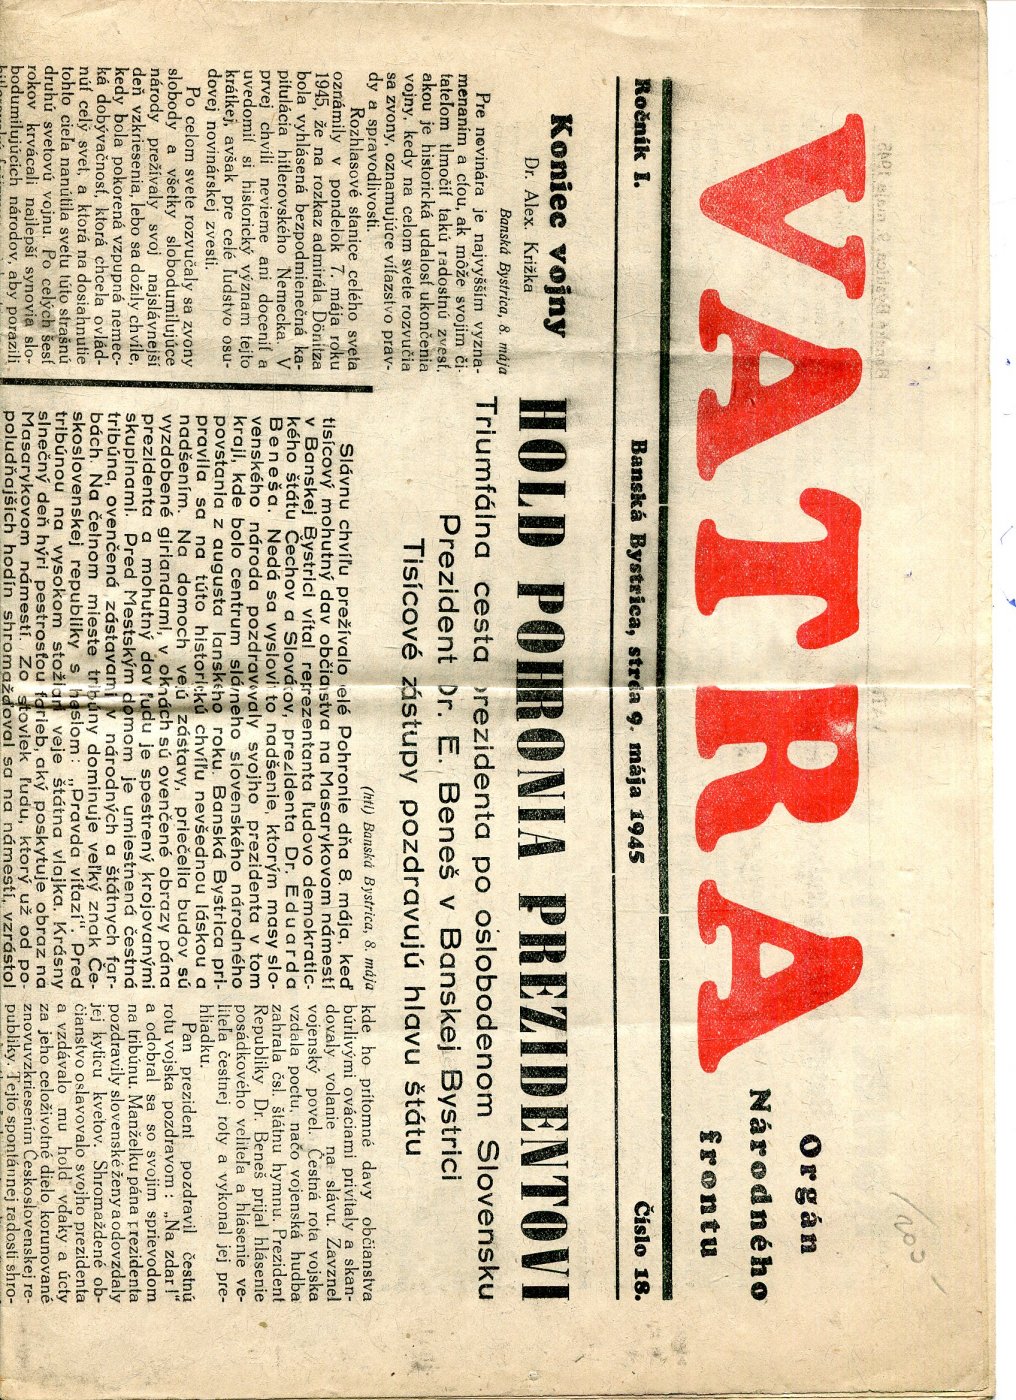 VATRA
Orgán
Národného
frontu
Ročník I.
Banská Bystrica, streda 9. mája 1945
Číslo 18.
Koniec vojny
Dr. Alex. Križka
Banská Bystrica, 8. mája
Pre novinára je najvyšším vyzna-
menaním a cťou, ak môže svojim či-
tateľom tlmočiť takú radostnú zvesť,
akou je historická udalosť ukončenia
vojny, kedy na celom svete rozvučia
sa zvony, oznamujúce víťazstvo prav-
dy a spravodlivosti.
Rozhlasové stanice celého sveta
oznámily v pondelok 7. mája roku
1945, že na rozkaz admirála Dönitza
bola vyhlásená bezpodmienečná ka-
pitulácia hitlerovského Nemecka. V
prvej chvíli nevieme ani doceniť a
uvedomiť si historický význam tejto
krátkej, avšak pre celé ľudstvo osu-
dovej novinárskej zvesti.
Po celom svete rozvučaly sa zvony
slobody a všetky slobodumilujúce
národy prežívaly svoj najslávnejší
deň vzkriesenia, lebo sa dožily chvíle,
kedy bola pokorená vzpupná nemec-
ká dobývačnosť, ktorá chcela ovlád-
nuť celý svet, a ktorá na dosiahnutie
tohto cieľa nanútila svetu túto strašnú
druhú svetovú vojnu. Po celých šesť
rokov krvácali najlepší synovia slo-
bodumilujúcich národov, aby porazili
HOLD POHRONIA PREZIDENTOVI
Triumfálna cesta prezidenta po oslobodenom Slovensku
Prezident Dr. E. Beneš v Banskej Bystrici
Tisícové zástupy pozdravujú hlavu štátu
(htl) Banská Bystrica, 8. mája
Slávnu chvíľu prežívalo celé Pohronie dňa 8. mája, keď
tisícový mohutný dav občianstva na Masarykovom námestí
v Banskej Bystrici vítal reprezentanta ľudovo demokratic-
kého štátu Čechov a Slovákov, prezidenta Dr. Eduarda
Beneša. Nedá sa vysloviť to nadšenie, ktorým masy slo-
venského národa pozdravovaly svojho prezidenta v tom
kraji, kde bolo centrum slávneho slovenského národného
povstania z augusta lanského roku. Banská Bystrica pri-
pravila sa na túto historickú chvíľu nevšednou láskou a
nadšením. Na domoch vejú zástavy, priečelia budov sú
vyzdobené girlandami, v oknách sú ovenčené obrazy pána
prezidenta a mohutný dav ľudu je spestrený krojovanými
skupinami. Pred Mestským domom je umiestnená čestná
tribúna, ovenčená zástavami v národných a štátnych far-
bách. Na čelnom mieste tribúny dominuje veľký znak Če-
skoslovenskej republiky s heslom: „Pravda víťazí". Pred
tribúnou na vysokom stožiari veje štátna vlajka. Krásny
slnečný deň hýri pestrosťou farieb, aký poskytuje obraz na
Masarykovom námestí. Zo stoviek ľudu, ktorý už od po-
poludňajších hodín shromažďoval sa na námestí, vzrástol
kde ho prítomné davy občianstva
búrlivými ováciami privítaly a skan-
dovaly volanie na slávu. Zavznel
vojenský povel. Čestná rota vojska
vzdala poctu, načo vojenská hudba
zahrala čsl. štátnu hymnu. Prezident
Republiky Dr. Beneš prijal hlásenie
posádkového veliteľa a hlásenie ve-
liteľa čestnej roty a vykonal jej pre-
hliadku.
Pán prezident pozdravil čestnú
rotu vojska pozdravom: „Na zdar!"
a odobral sa so svojím sprievodom
na tribúnu. Manželku pána prezidenta
pozdravily slovenské ženy a odovzdaly
jej kyticu kvetov. Shromaždené ob-
čianstvo oslavovalo svojho prezidenta
a vzdávalo mu hold vďaky a úcty
za jeho celoživotné dielo korunované
znovuvzkriesením Československej re-
publiky. Tejto spontánnej radosti shro-